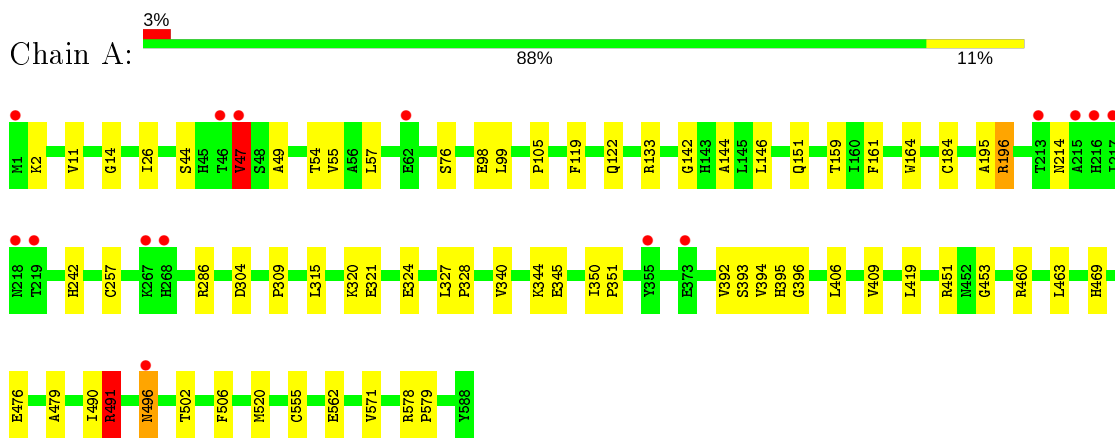 3%
Chain A:
88% 11%
M1 K2 V11 G14 I26 S44 H45 T46 V47 S48 A49 T54 V55 A56 L57 E62 S76 E98 L99 P105 F119 Q122 R133 G142 H143 A144 L145 L146 Q151 T159 I160 F161 W164 C184 A195 R196 T213 N214 A215 H216 I217
N218 T219 H242 C257 K267 H268 R286 D304 P309 L315 K320 E321 E324 L327 P328 V340 K344 E345 I350 P351 Y355 E373 V392 S393 V394 H395 G396 L406 V409 L419 R451 N452 G453 R460 L463 H469
E476 A479 I490 R491 N496 T502 F506 M520 C555 E562 V571 R578 P579 Y588